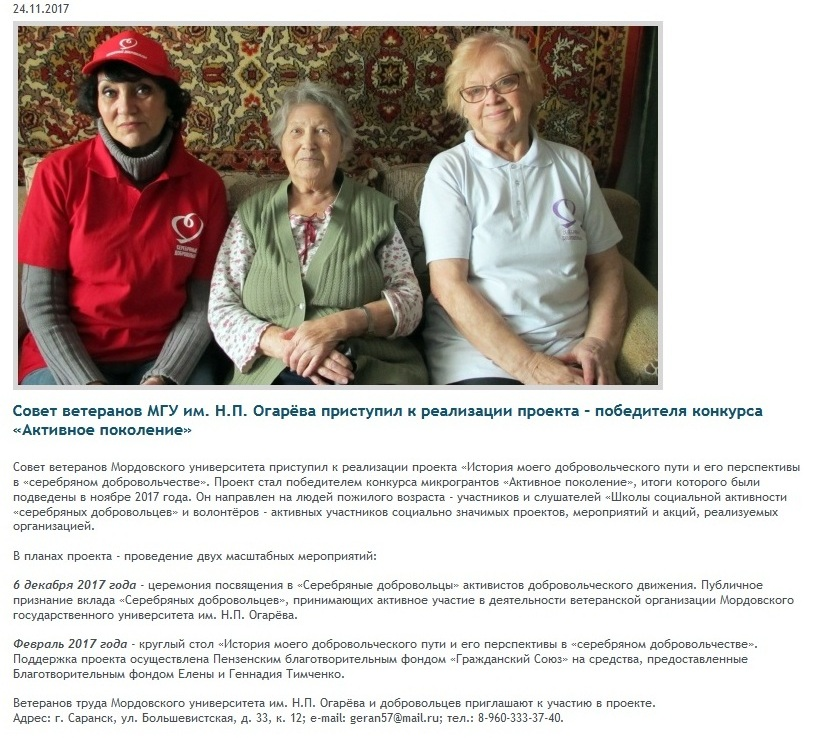 24.11.2017
СЕРЕБРЯНЫЕ
ДОБРОВОЛЬЦЫ
Совет ветеранов МГУ им. Н.П. Огарёва приступил к реализации проекта – победителя конкурса
«Активное поколение»
Совет ветеранов Мордовского университета приступил к реализации проекта «История моего добровольческого пути и его перспективы
в «серебряном добровольчестве». Проект стал победителем конкурса микрогрантов «Активное поколение», итоги которого были
подведены в ноябре 2017 года. Он направлен на людей пожилого возраста - участников и слушателей «Школы социальной активности
«серебряных добровольцев» и волонтёров - активных участников социально значимых проектов, мероприятий и акций, реализуемых
организацией.
В планах проекта - проведение двух масштабных мероприятий:
6 декабря 2017 года - церемония посвящения в «Серебряные добровольцы» активистов добровольческого движения. Публичное
признание вклада «Серебряных добровольцев», принимающих активное участие в деятельности ветеранской организации Мордовского
государственного университета им. Н.П. Огарёва.
Февраль 2017 года - круглый стол «История моего добровольческого пути и его перспективы в «серебряном добровольчестве».
Поддержка проекта осуществлена Пензенским благотворительным фондом «Гражданский Союз» на средства, предоставленные
Благотворительным фондом Елены и Геннадия Тимченко.
Ветеранов труда Мордовского университета им. Н.П. Огарёва и добровольцев приглашают к участию в проекте.
Адрес: г. Саранск, ул. Большевистская, д. 33, к. 12; e-mail: geran57@mail.ru; тел.: 8-960-333-37-40.